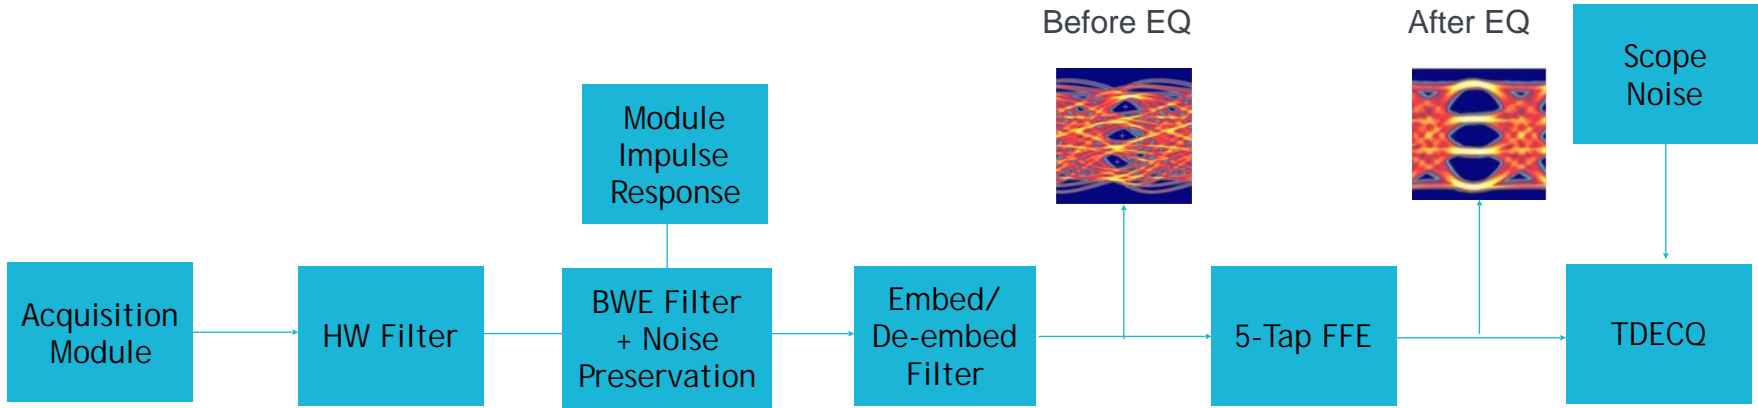 Before EQ
After EQ
Scope
Noise
Module
Impulse
Response
Acquisition
Module
HW Filter
BWE Filter
+ Noise
Preservation
Embed/
De-embed
Filter
5-Tap FFE
TDECQ